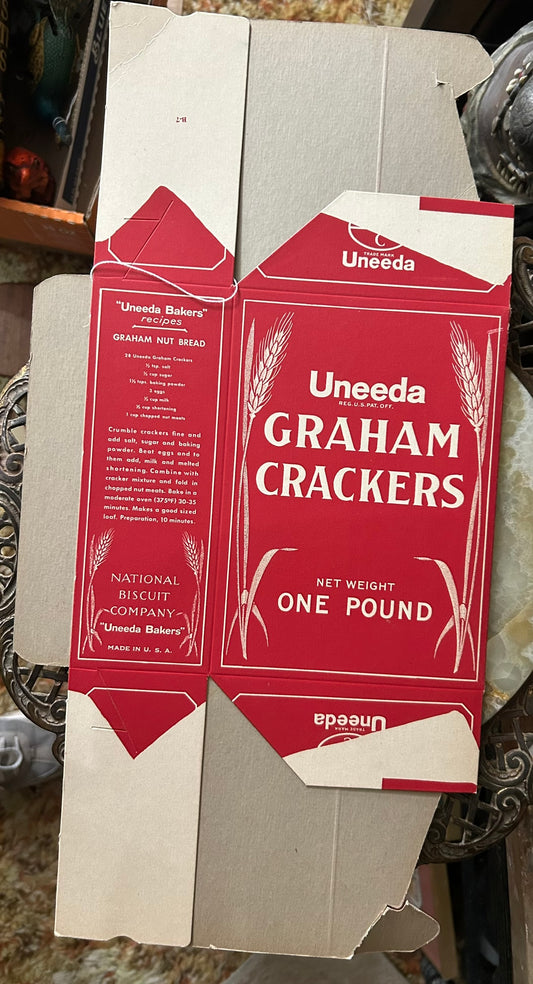 H-7
C
TRADE MARK
Uneeda
"Uneeda Bakers"
recipes
GRAHAM NUT BREAD
28 Uneeda Graham Crackers
½ tsp. salt
½ cup sugar
1½ tsps. baking powder
3 eggs
½ cup milk
½ cup shortening
1 cup chopped nut meats
Crumble crackers fine and
add salt, sugar and baking
powder. Beat eggs and to
them add, milk and melted
shortening. Combine with
cracker mixture and fold in
chopped nut meats. Bake in a
moderate oven (375°F) 30-35
minutes. Makes a good sized
loaf. Preparation, 10 minutes.
NATIONAL
BISCUIT
COMPANY
"Uneeda Bakers"
MADE IN U. S. A.
Uneeda
REG. U.S. PAT. OFF.
GRAHAM
CRACKERS
NET WEIGHT
ONE POUND
C
TRADE MARK
Uneeda